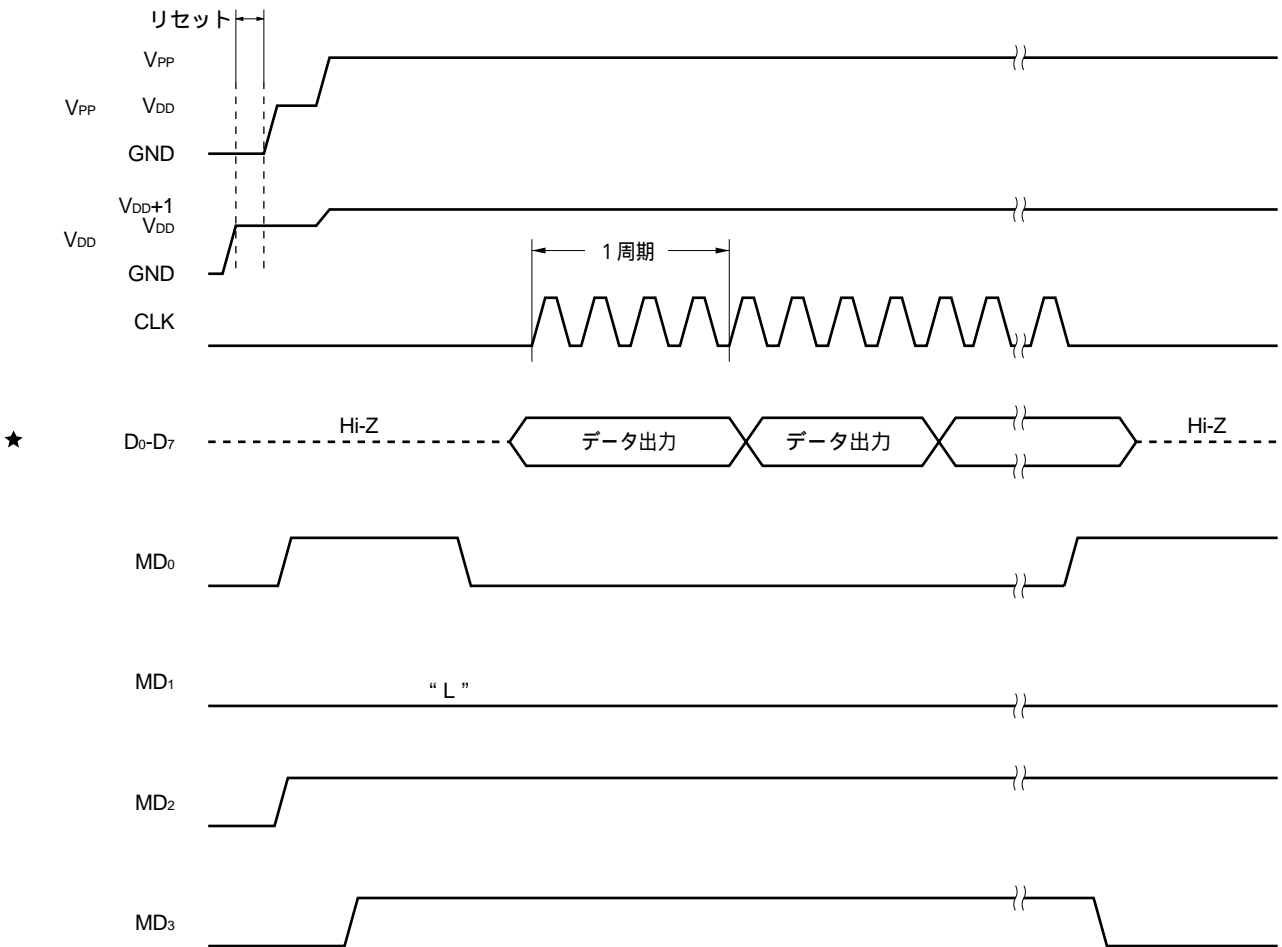 リセット
VPP
VPP VDD
GND
VDD+1
VDD
VDD
GND
1 周期
CLK
★ D0-D7 Hi-Z データ出力 データ出力 Hi-Z
MD0
MD1 “ L ”
MD2
MD3